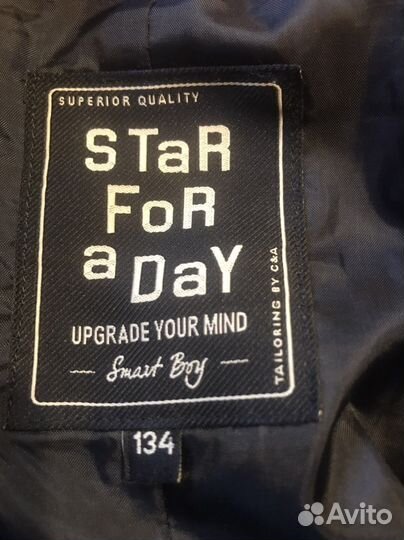 SUPERIOR QUALITY
STaR
FoR
a DaY
UPGRADE YOUR MIND
Smart Boy
TAILORING BY C&A
134
Avito